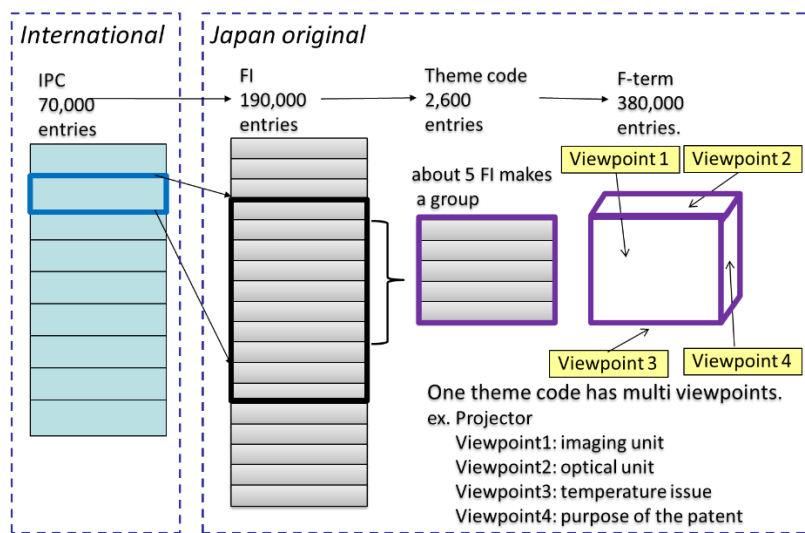 International
Japan original
IPC
70,000
entries
FI
190,000
entries
Theme code
2,600
entries
F-term
380,000
entries.
about 5 FI makes
a group
Viewpoint 1
Viewpoint 2
Viewpoint 3
Viewpoint 4
One theme code has multi viewpoints.
ex. Projector
Viewpoint1: imaging unit
Viewpoint2: optical unit
Viewpoint3: temperature issue
Viewpoint4: purpose of the patent